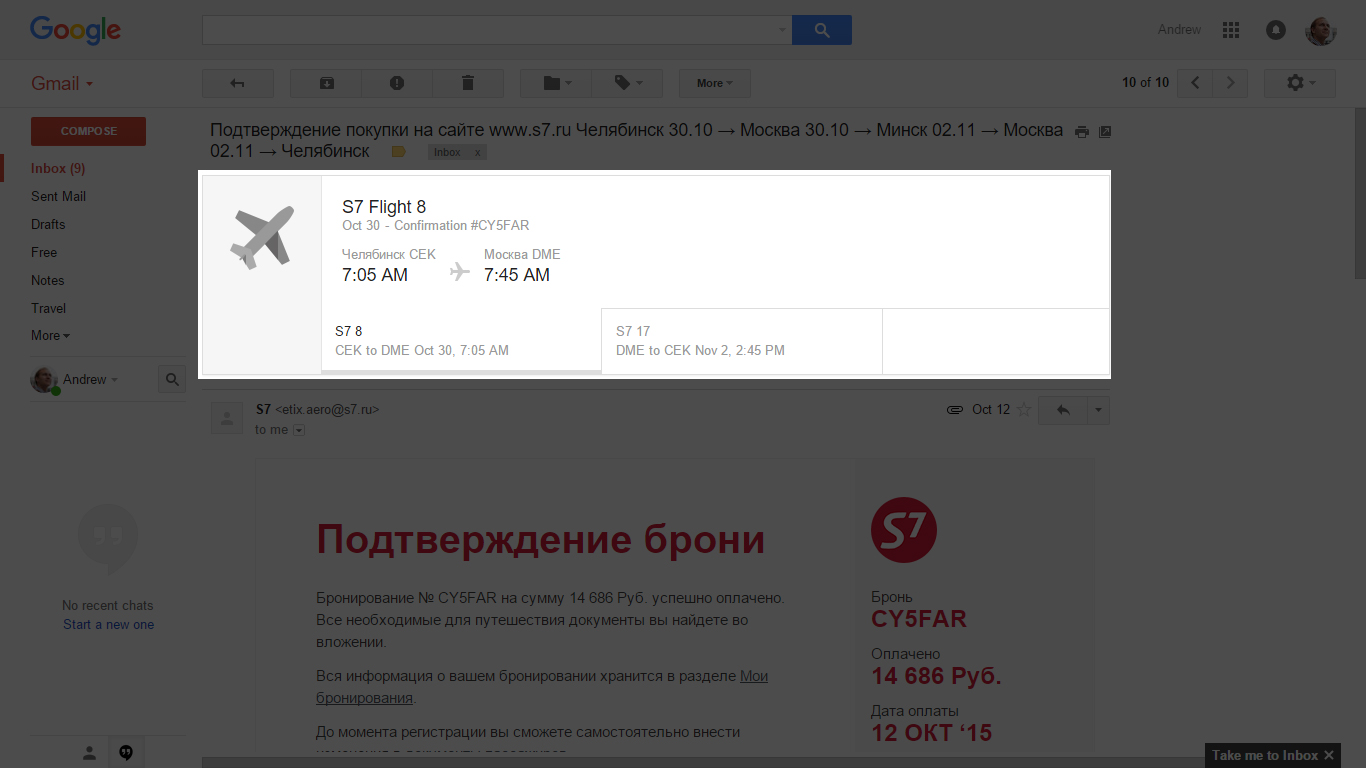 Google
Andrew
Gmail
More
10 of 10
COMPOSE
Inbox (9)
Sent Mail
Drafts
Free
Notes
Travel
More
Andrew
No recent chats
Start a new one
Подтверждение покупки на сайте www.s7.ru Челябинск 30.10 → Москва 30.10 → Минск 02.11 → Москва
02.11 → Челябинск Inbox x
S7 Flight 8
Oct 30 - Confirmation #CY5FAR
Челябинск CEK Москва DME
7:05 AM 7:45 AM
S7 8
CEK to DME Oct 30, 7:05 AM
S7 17
DME to CEK Nov 2, 2:45 PM
S7 <etix.aero@s7.ru>
Oct 12
to me
Подтверждение брони
Бронирование № CY5FAR на сумму 14 686 Руб. успешно оплачено.
Все необходимые для путешествия документы вы найдете во
вложении.
Вся информация о вашем бронировании хранится в разделе Мои
бронирования.
До момента регистрации вы сможете самостоятельно внести
S7
Бронь
CY5FAR
Оплачено
14 686 Руб.
Дата оплаты
12 ОКТ ‘15
Take me to Inbox ×